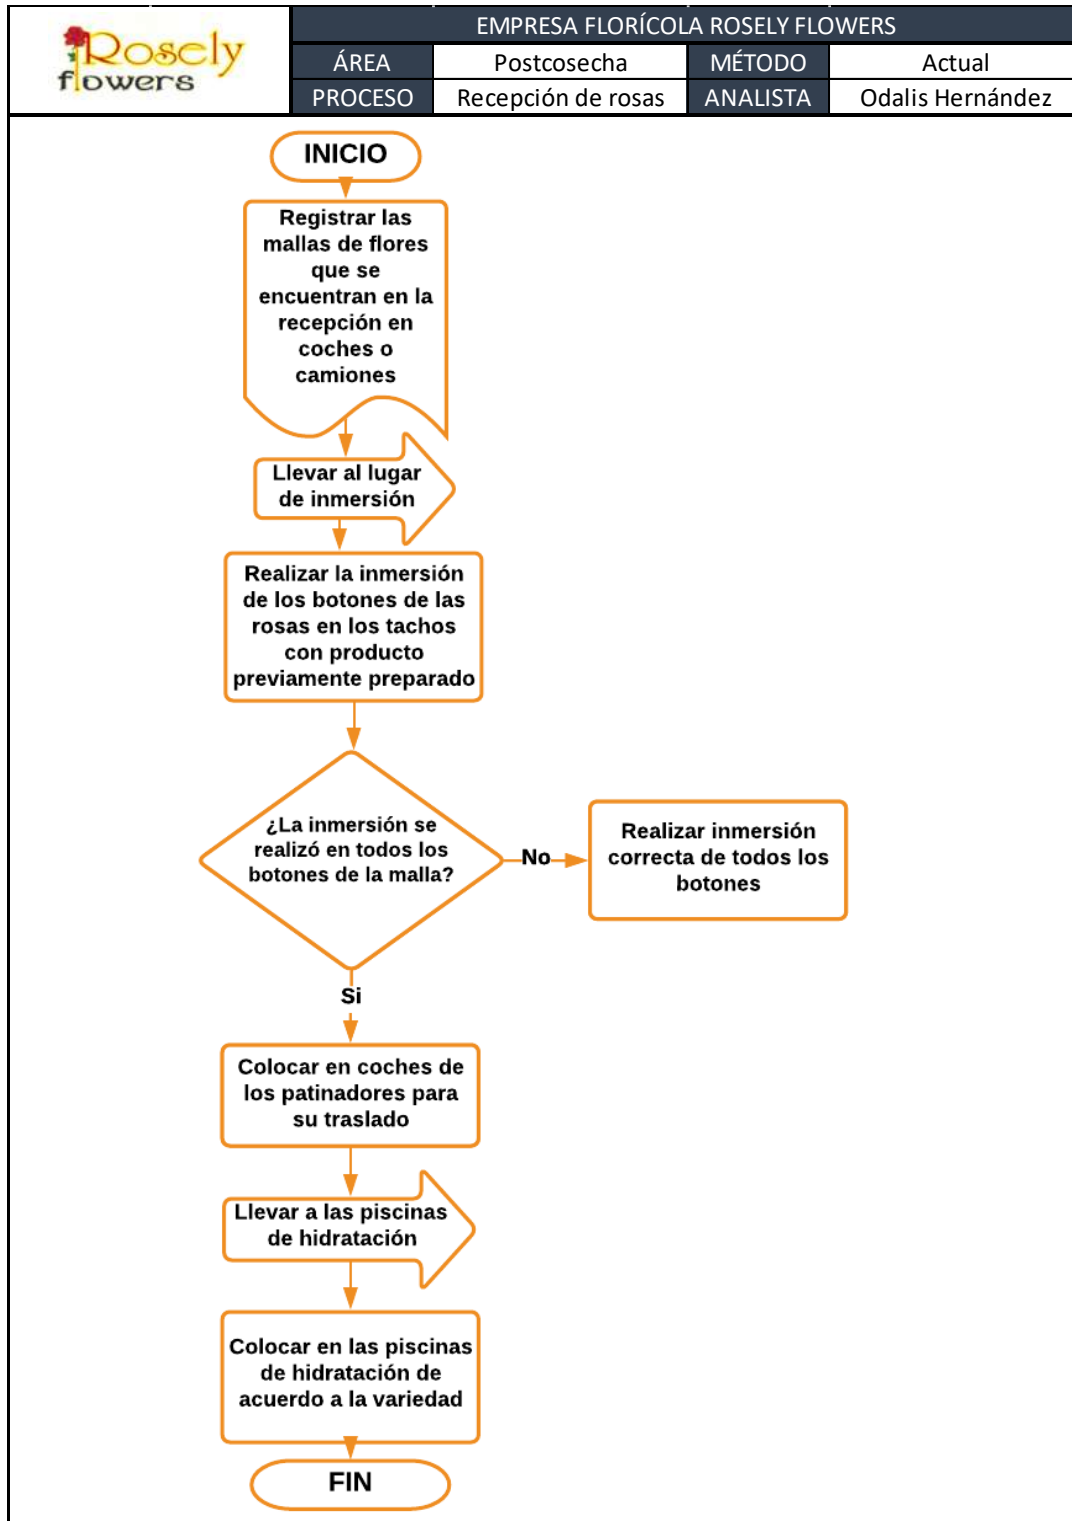 Rosely
flowers
EMPRESA FLORÍCOLA ROSELY FLOWERS
ÁREA Postcosecha MÉTODO Actual
PROCESO Recepción de rosas ANALISTA Odalis Hernández
INICIO
Registrar las
mallas de flores
que se
encuentran en la
recepción en
coches o
camiones
Llevar al lugar
de inmersión
Realizar la inmersión
de los botones de las
rosas en los tachos
con producto
previamente preparado
¿La inmersión se
realizó en todos los
botones de la malla?
No
Realizar inmersión
correcta de todos los
botones
Si
Colocar en coches de
los patinadores para
su traslado
Llevar a las piscinas
de hidratación
Colocar en las piscinas
de hidratación de
acuerdo a la variedad
FIN